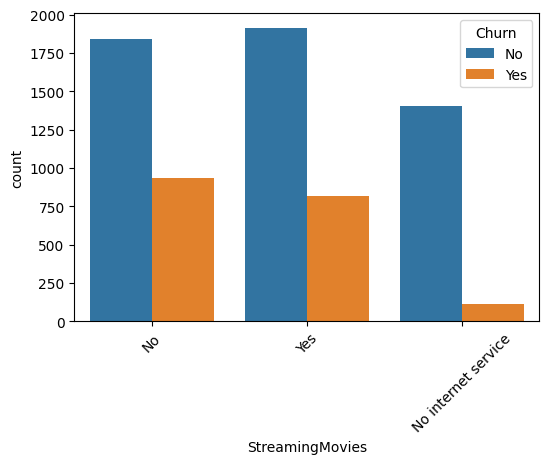 2000
1750
1500
1250
1000
750
500
250
0
count
Churn
No
Yes
No
Yes
No internet service
StreamingMovies